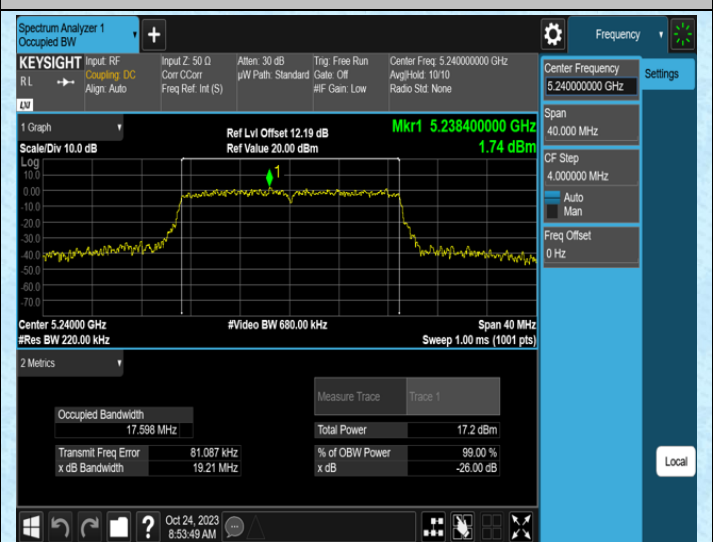 Spectrum Analyzer 1
Occupied BW
Frequency
KEYSIGHT
RL
Input: RF
Coupling: DC
Align: Auto
Input Z: 50 Ω
Corr CCorr
Freq Ref: Int (S)
Atten: 30 dB
µW Path: Standard
Trig: Free Run
Gate: Off
#IF Gain: Low
Center Freq: 5.240000000 GHz
Avg|Hold: 10/10
Radio Std: None
LXI
Center Frequency
5.240000000 GHz
Settings
Span
40.000 MHz
CF Step
4.000000 MHz
Auto
Man
Freq Offset
0 Hz
1 Graph
Scale/Div 10.0 dB
Ref Lvl Offset 12.19 dB
Ref Value 20.00 dBm
Mkr1 5.238400000 GHz
1.74 dBm
Log
10.0
0.00
-10.0
-20.0
-30.0
-40.0
-50.0
-60.0
-70.0
1
Center 5.24000 GHz
#Res BW 220.00 kHz
#Video BW 680.00 kHz
Span 40 MHz
Sweep 1.00 ms (1001 pts)
2 Metrics
Measure Trace
Trace 1
Occupied Bandwidth
17.598 MHz
Total Power
17.2 dBm
Transmit Freq Error
81.087 kHz
% of OBW Power
99.00 %
x dB Bandwidth
19.21 MHz
x dB
-26.00 dB
Local
?
Oct 24, 2023
8:53:49 AM